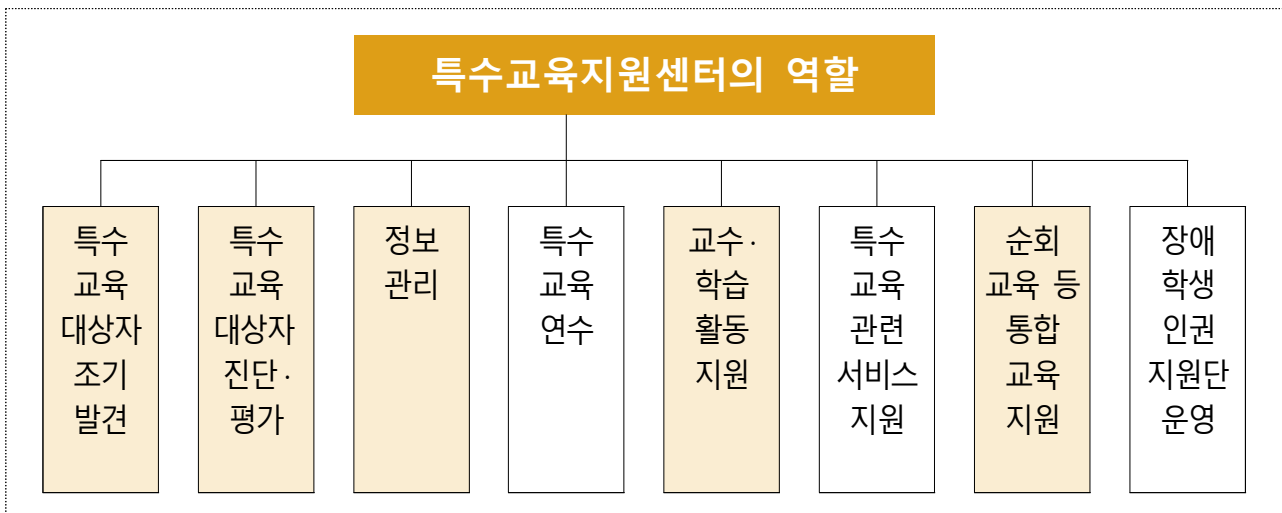 특수교육지원센터의 역할
특수
교육
대상자
조기
발견
특수
교육
대상자
진단·
평가
정보
관리
특수
교육
연수
교수·
학습
활동
지원
특수
교육
관련
서비스
지원
순회
교육 등
통합
교육
지원
장애
학생
인권
지원단
운영